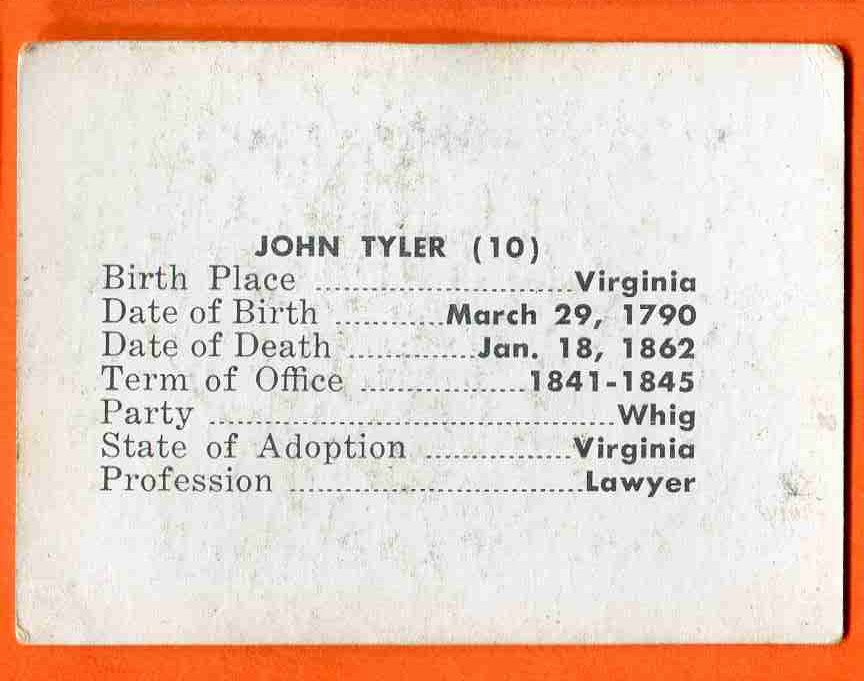 JOHN TYLER (10)
Birth Place ........................... Virginia
Date of Birth ............ March 29, 1790
Date of Death .............. Jan. 18, 1862
Term of Office .................. 1841-1845
Party ........................................... Whig
State of Adoption ................ Virginia
Profession ................................ Lawyer